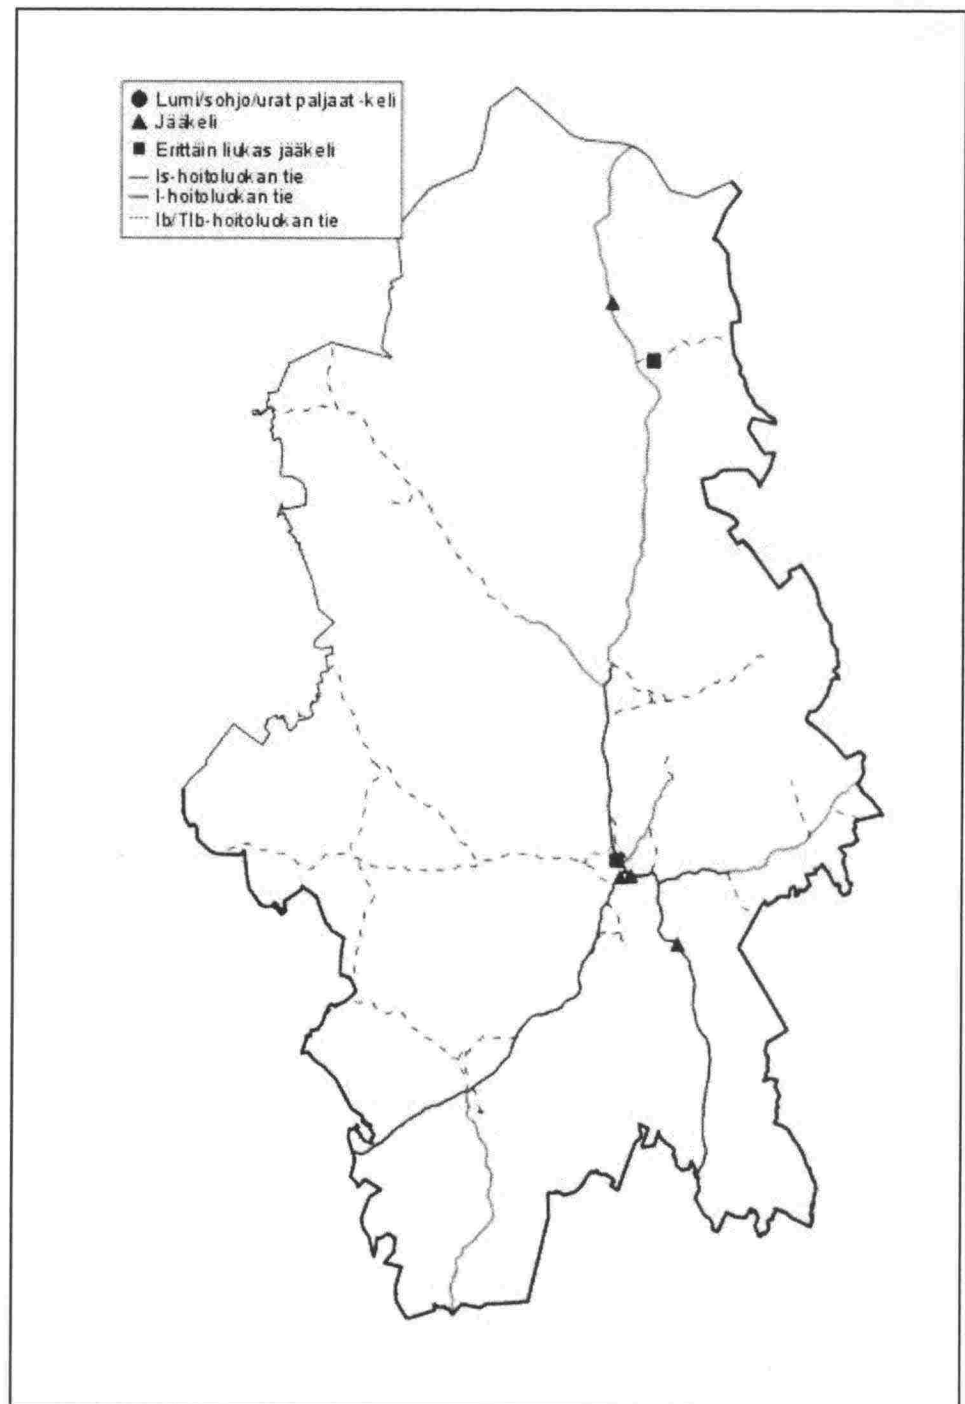 Lumi/sohjo/urat paljaat -keli
Jääkeli
Erittäin liukas jääkeli
Is-hoitoluokan tie
I-hoitoluokan tie
Ib/TIb-hoitoluokan tie